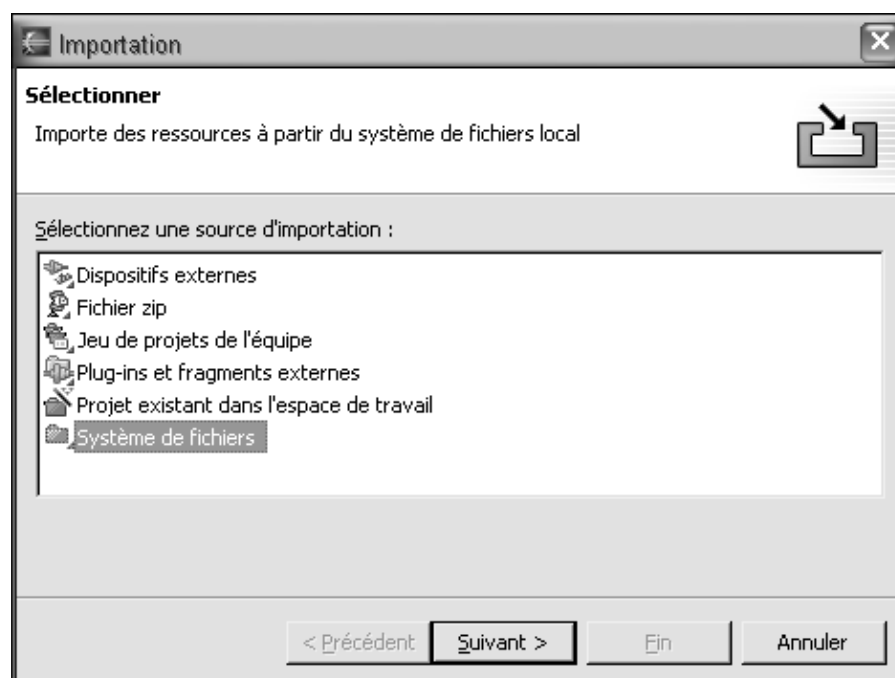 Importation
Sélectionner
Importe des ressources à partir du système de fichiers local
Sélectionnez une source d'importation :
Dispositifs externes
Fichier zip
Jeu de projets de l'équipe
Plug-ins et fragments externes
Projet existant dans l'espace de travail
Système de fichiers
< Précédent Suivant > Fin Annuler